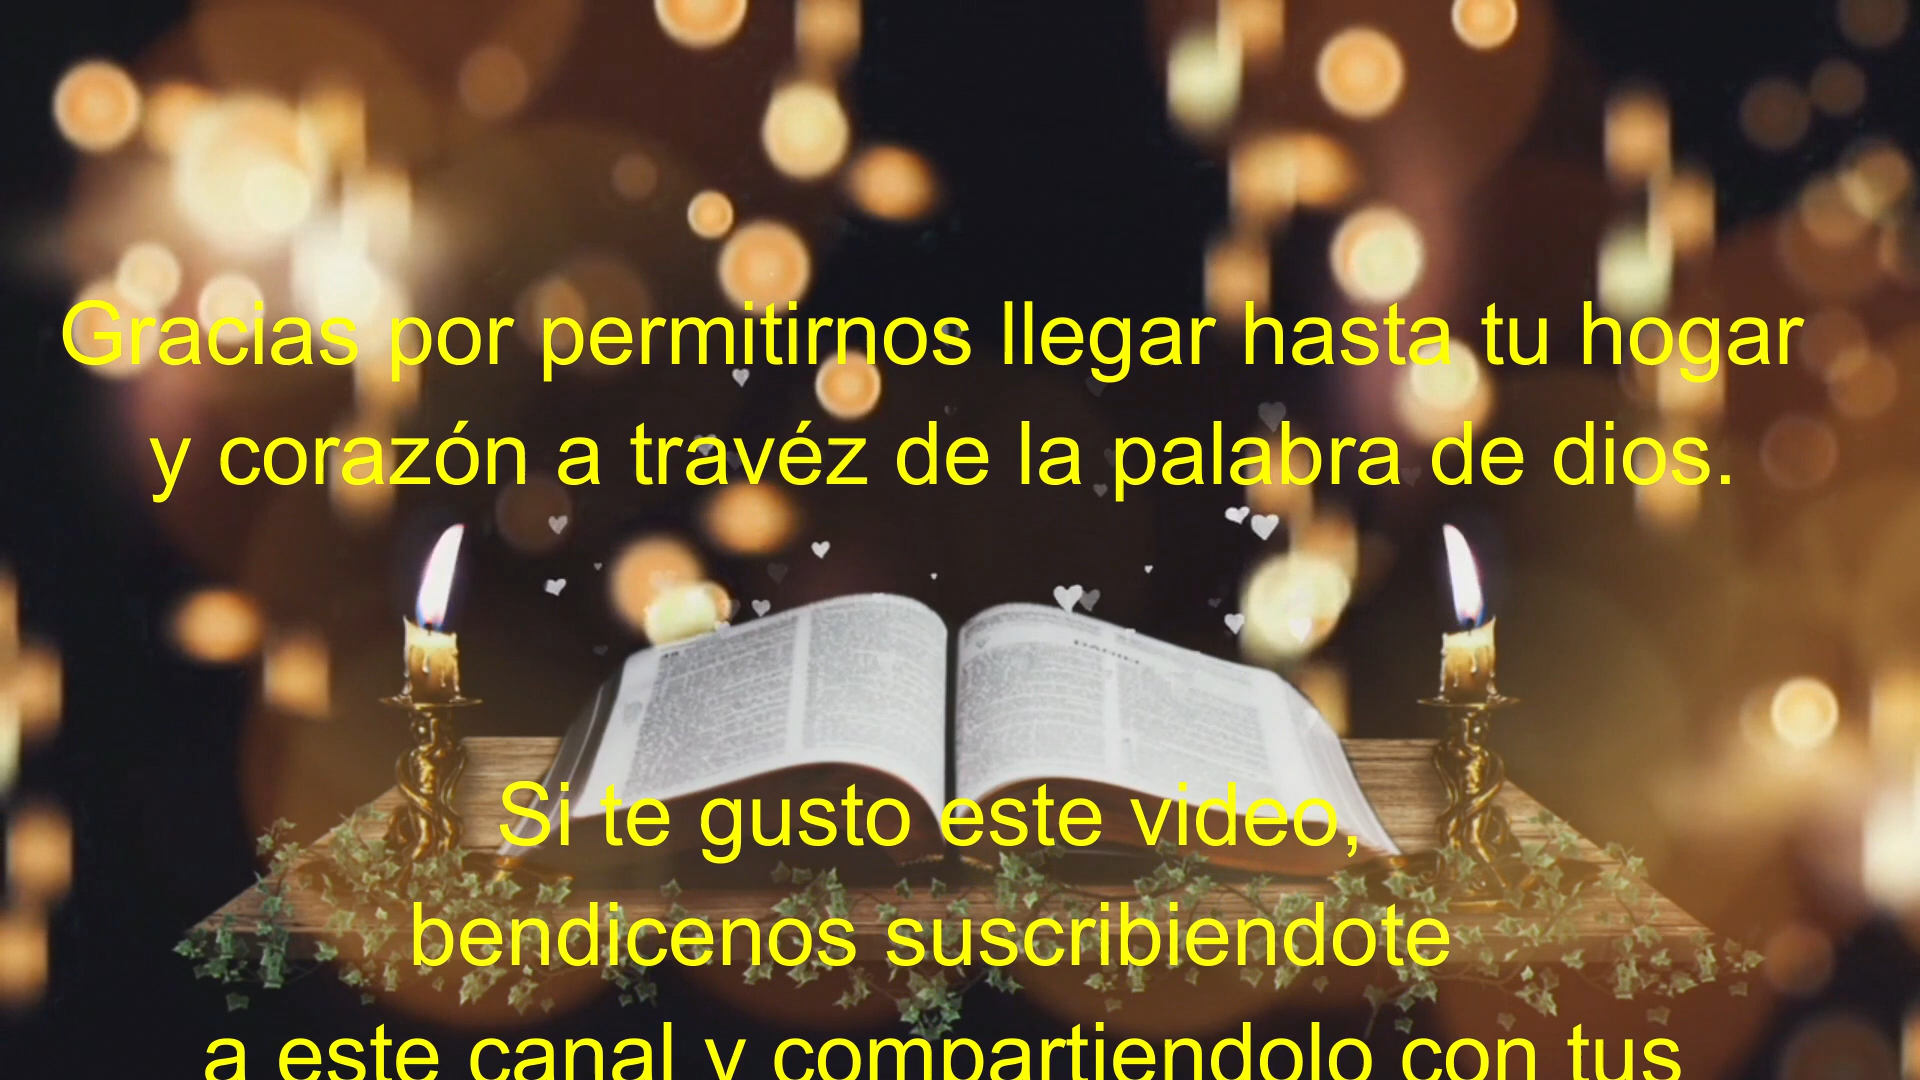 Gracias por permitirnos llegar hasta tu hogar
y corazón a travéz de la palabra de dios.
DANIEL
Si te gusto este video,
bendicenos suscribiendote
a este canal y compartiendolo con tus